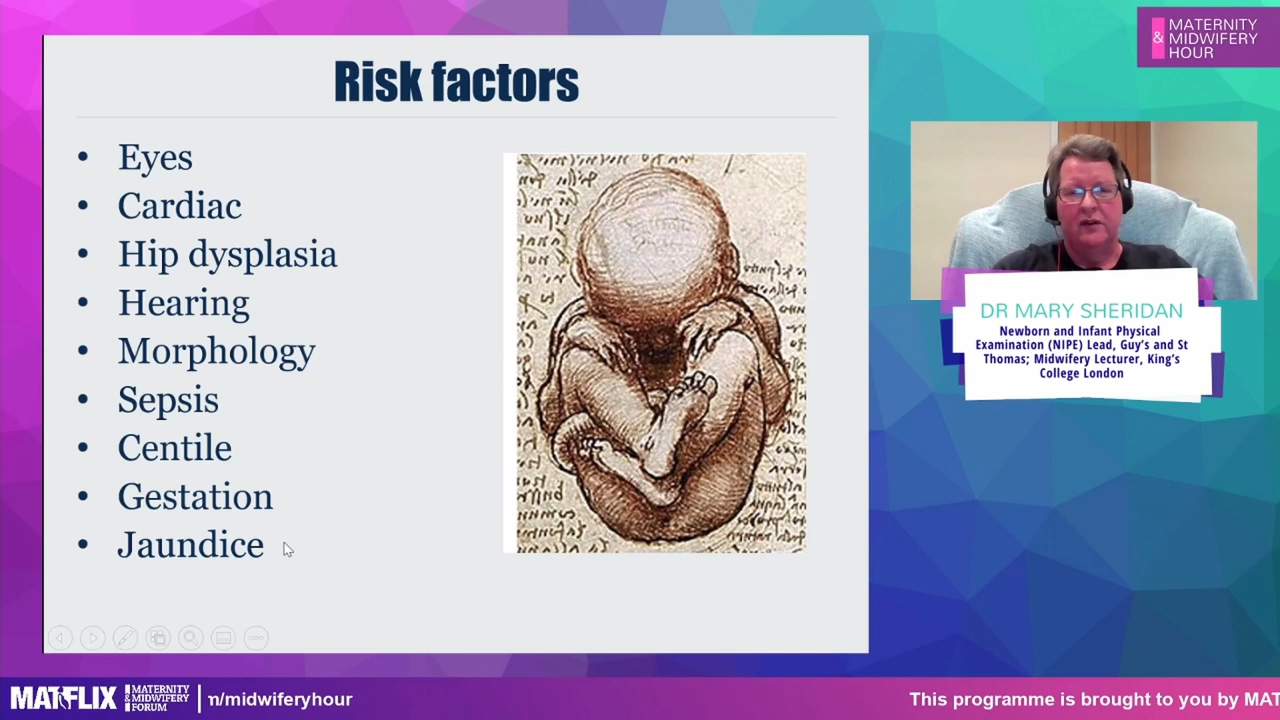 MATERNITY
& MIDWIFERY
HOUR
Risk factors
• Eyes
• Cardiac
• Hip dysplasia
• Hearing
• Morphology
• Sepsis
• Centile
• Gestation
• Jaundice
DR MARY SHERIDAN
Newborn and Infant Physical
Examination (NIPE) Lead, Guy's and St
Thomas; Midwifery Lecturer, King's
College London
MATFLIX
MATERNITY
& MIDWIFERY
FORUM
n/midwiferyhour
This programme is brought to you by MAT